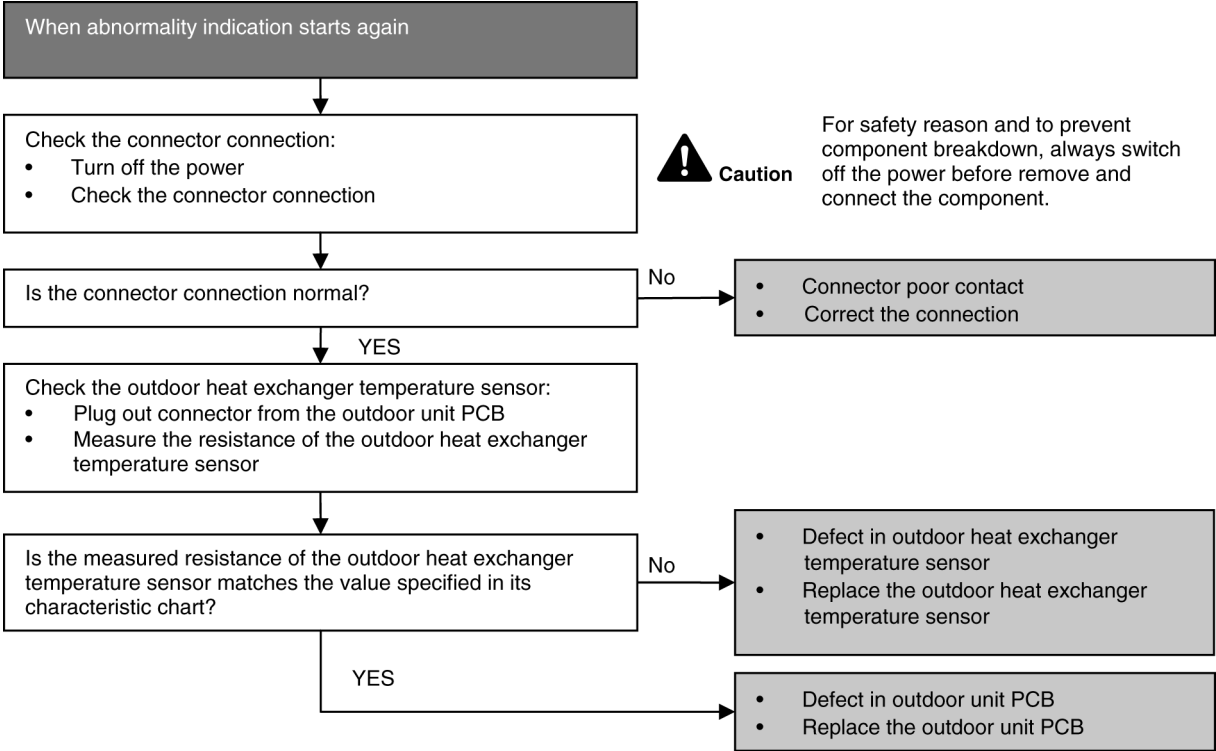 When abnormality indication starts again
Check the connector connection:
• Turn off the power
• Check the connector connection
Caution
For safety reason and to prevent
component breakdown, always switch
off the power before remove and
connect the component.
Is the connector connection normal?
No
• Connector poor contact
• Correct the connection
YES
Check the outdoor heat exchanger temperature sensor:
• Plug out connector from the outdoor unit PCB
• Measure the resistance of the outdoor heat exchanger
temperature sensor
Is the measured resistance of the outdoor heat exchanger
temperature sensor matches the value specified in its
characteristic chart?
No
• Defect in outdoor heat exchanger
temperature sensor
• Replace the outdoor heat exchanger
temperature sensor
YES
• Defect in outdoor unit PCB
• Replace the outdoor unit PCB